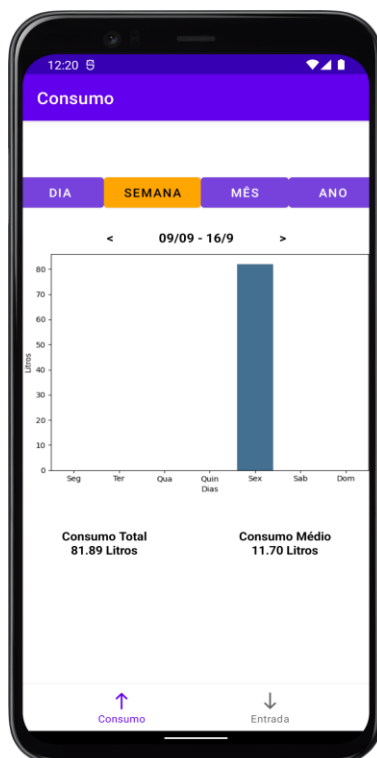 12:20
Consumo
DIA SEMANA MÊS ANO
< 09/09 - 16/9 >
80
70
60
50
40
30
20
10
0
Litros
Seg Ter Qua Quin Sex Sab Dom
Dias
Consumo Total Consumo Médio
81.89 Litros 11.70 Litros
Consumo Entrada